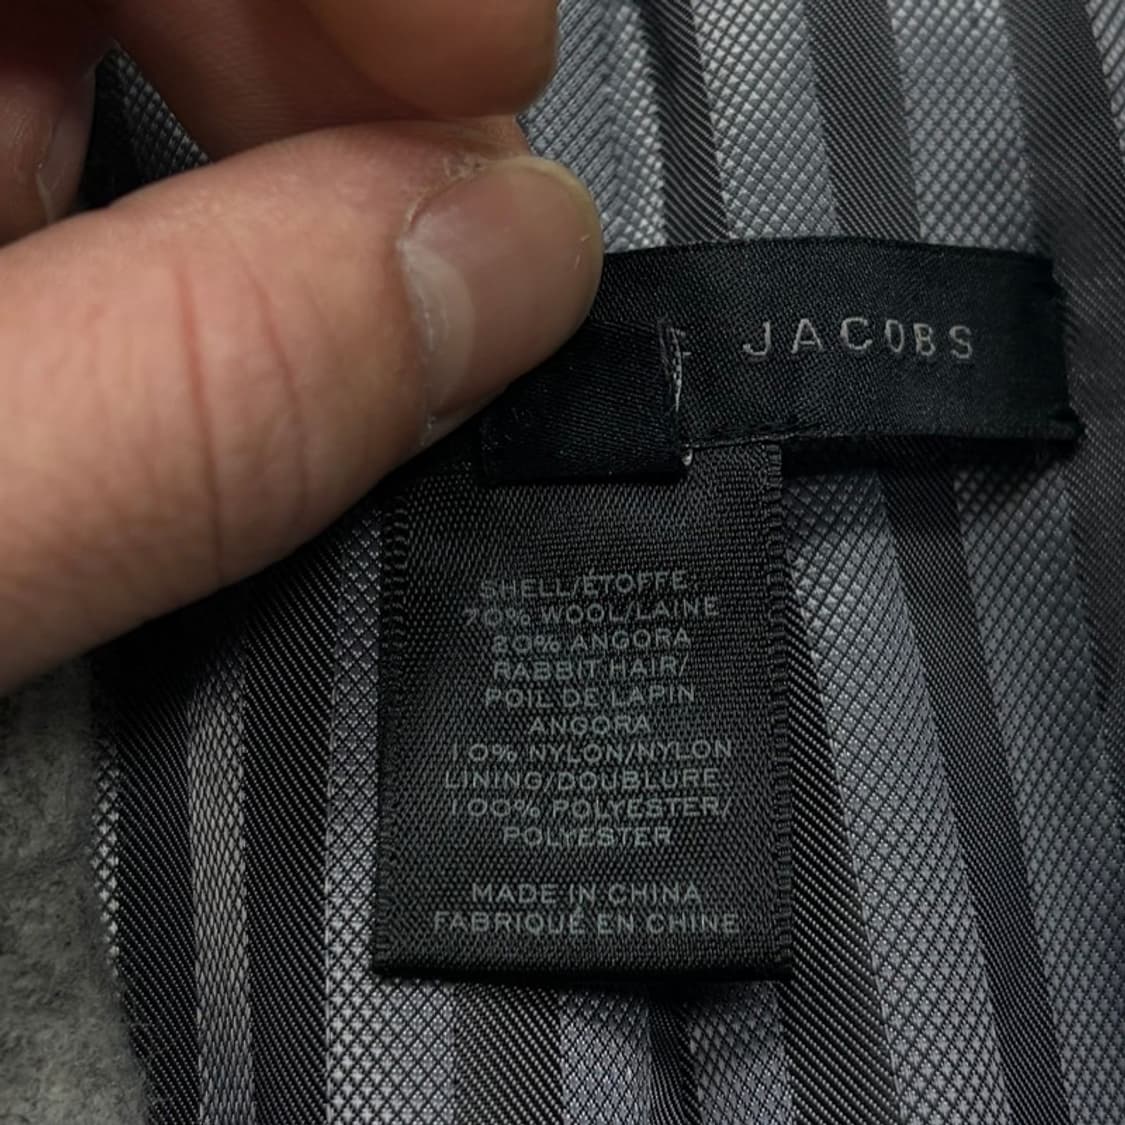 JACOBS
SHELL/ÉTOFFE
70% WOOL/LAINE
20% ANGORA
RABBIT HAIR/
POIL DE LAPIN
ANGORA
10% NYLON/NYLON
LINING/DOUBLURE
100% POLYESTER/
POLYESTER
MADE IN CHINA
FABRIQUÉ EN CHINE